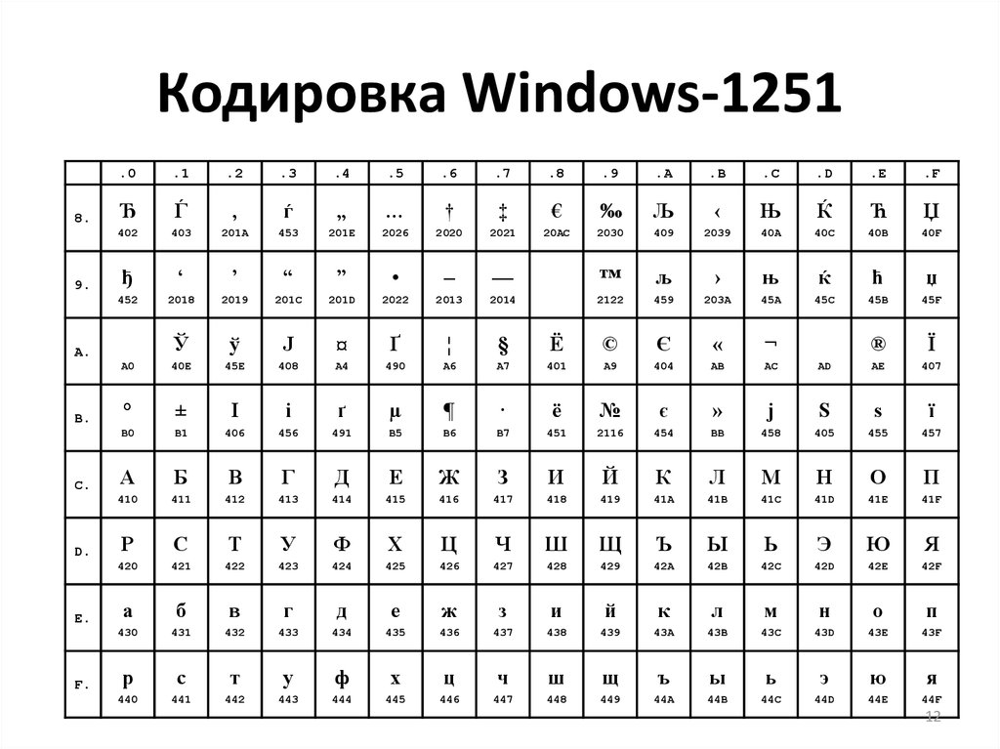 Кодировка Windows-1251
.0 .1 .2 .3 .4 .5 .6 .7 .8 .9 .A .B .C .D .E .F
8. Ђ Ѓ ‚ ѓ „ … † ‡ € ‰ Љ ‹ Њ Ќ Ћ Џ
402 403 201A 453 201E 2026 2020 2021 20AC 2030 409 2039 40A 40C 40B 40F
9. ђ ‘ ’ “ ” • – — ™ љ › њ ќ ћ џ
452 2018 2019 201C 201D 2022 2013 2014 2122 459 203A 45A 45C 45B 45F
A. Ў ў Ј ¤ Ґ ¦ § Ё © Є « ¬ ® Ї
A0 40E 45E 408 A4 490 A6 A7 401 A9 404 AB AC AD AE 407
B. ° ± І і ґ µ ¶ · ё № є » ј Ѕ ѕ ї
B0 B1 406 456 491 B5 B6 B7 451 2116 454 BB 458 405 455 457
C. А Б В Г Д Е Ж З И Й К Л М Н О П
410 411 412 413 414 415 416 417 418 419 41A 41B 41C 41D 41E 41F
D. Р С Т У Ф Х Ц Ч Ш Щ Ъ Ы Ь Э Ю Я
420 421 422 423 424 425 426 427 428 429 42A 42B 42C 42D 42E 42F
E. а б в г д е ж з и й к л м н о п
430 431 432 433 434 435 436 437 438 439 43A 43B 43C 43D 43E 43F
F. р с т у ф х ц ч ш щ ъ ы ь э ю я
440 441 442 443 444 445 446 447 448 449 44A 44B 44C 44D 44E 44F
12